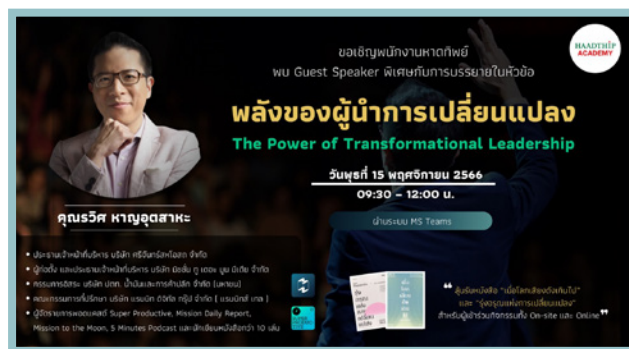 ขอเชิญพนักงานหาดทิพย์
พบ Guest Speaker พิเศษกับการบรรยายในหัวข้อ
HAADTHIP
ACADEMY
พลังของผู้นำการเปลี่ยนแปลง
The Power of Transformational Leadership
วันพุธที่ 15 พฤศจิกายน 2566
09:30 – 12:00 น.
ผ่านระบบ MS Teams
คุณรวิศ หาญอุตสาหะ
• ประธานเจ้าหน้าที่บริหาร บริษัท ศรีจันทร์สหโอสถ จำกัด
• ผู้ก่อตั้ง และประธานเจ้าหน้าที่บริหาร บริษัท มิชชั่น ทู เดอะ มูน มีเดีย จำกัด
• กรรมการอิสระ บริษัท ปตท. น้ำมันและการค้าปลีก จำกัด (มหาชน)
• คณะกรรมการที่ปรึกษา บริษัท แรบบิท ดิจิทัล กรุ๊ป จำกัด ( แรบบิทส์ เทล )
• ผู้จัดรายการพอดแคสต์ Super Productive, Mission Daily Report,
Mission to the Moon, 5 Minutes Podcast และนักเขียนหนังสือกว่า 10 เล่ม
“ ลุ้นรับหนังสือ “เมื่อโลกเสียงดังเกินไป”
และ “รุ่งอรุณแห่งการเปลี่ยนแปลง”
สำหรับผู้เข้าร่วมกิจกรรมทั้ง On-site และ Online ”